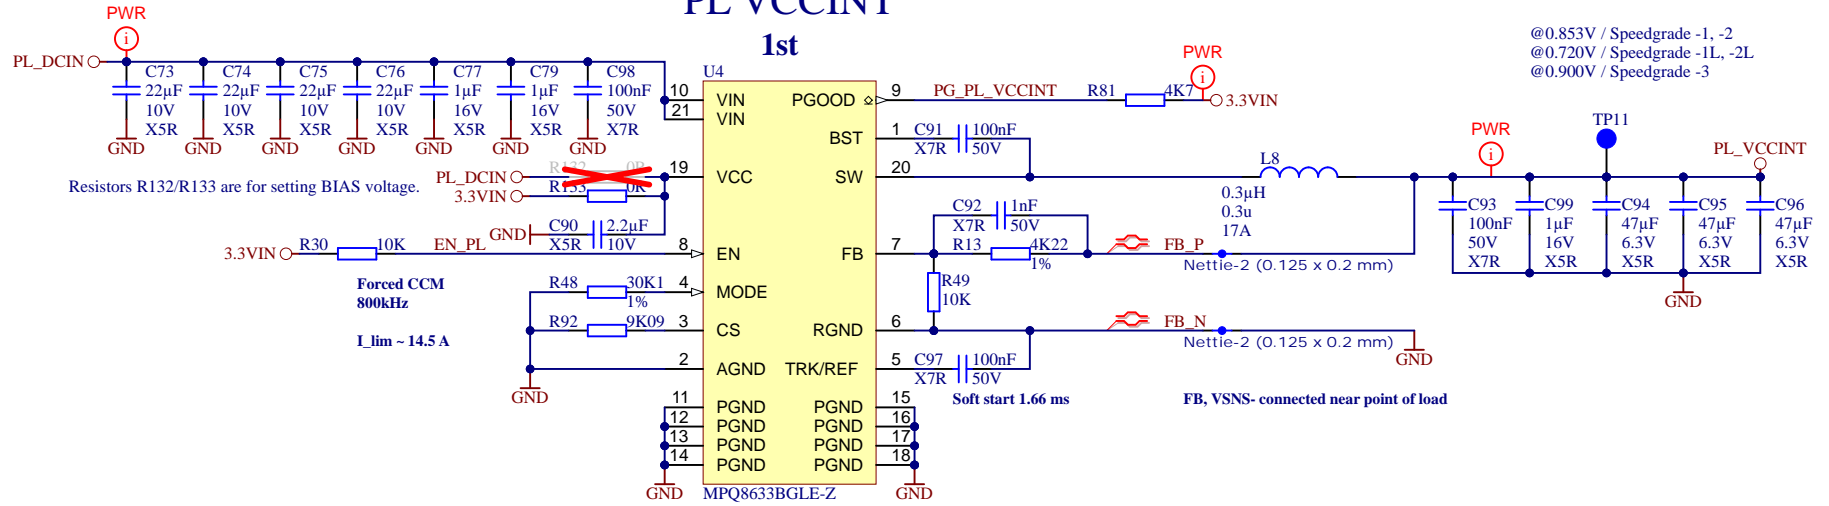 PL VCCINT
1st
PWR
PL_DCIN
C73
22µF
10V
X5R
GND
C74
22µF
10V
X5R
GND
C75
22µF
10V
X5R
GND
C76
22µF
10V
X5R
GND
C77
1µF
16V
X5R
GND
C79
1µF
16V
X5R
GND
C98
100nF
50V
X7R
GND
Resistors R132/R133 are for setting BIAS voltage.
PL_DCIN
R132 0R
3.3VIN
R133 0R
GND
C90 2.2µF
X5R 10V
3.3VIN
R30 10K
EN_PL
Forced CCM
800kHz
I_lim ~ 14.5 A
R48 30K1
1%
R92 9K09
GND
U4
10 VIN
21 VIN
19 VCC
8 EN
4 MODE
3 CS
2 AGND
11 PGND
12 PGND
13 PGND
14 PGND
GND
PGOOD 9
BST 1
SW 20
FB 7
RGND 6
TRK/REF 5
PGND 15
PGND 16
PGND 17
PGND 18
GND
MPQ8633BGLE-Z
PG_PL_VCCINT
R81 4K7
PWR
3.3VIN
C91 100nF
X7R 50V
C92 1nF
X7R 50V
R13 4K22
1%
R49
10K
C97 100nF
X7R 50V
Soft start 1.66 ms
FB_P
Nettie-2 (0.125 x 0.2 mm)
FB_N
Nettie-2 (0.125 x 0.2 mm)
GND
FB, VSNS- connected near point of load
L8
0.3µH
0.3u
17A
@0.853V / Speedgrade -1, -2
@0.720V / Speedgrade -1L, -2L
@0.900V / Speedgrade -3
PWR
TP11
PL_VCCINT
C93
100nF
50V
X7R
C99
1µF
16V
X5R
C94
47µF
6.3V
X5R
C95
47µF
6.3V
X5R
C96
47µF
6.3V
X5R
GND